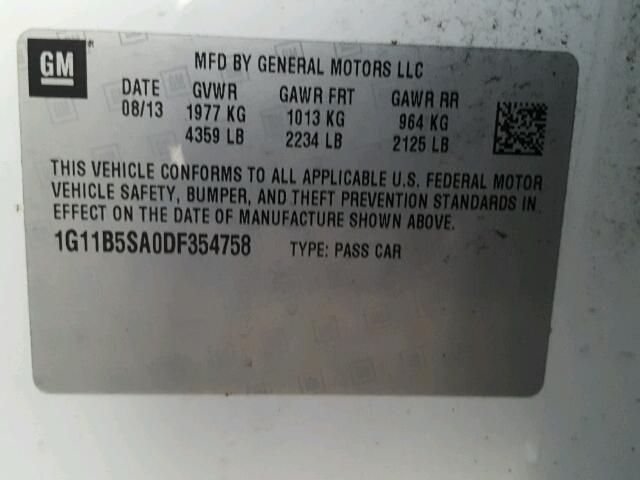 GM
MFD BY GENERAL MOTORS LLC
DATE GVWR GAWR FRT GAWR RR
08/13 1977 KG 1013 KG 964 KG
4359 LB 2234 LB 2125 LB
THIS VEHICLE CONFORMS TO ALL APPLICABLE U.S. FEDERAL MOTOR
VEHICLE SAFETY, BUMPER, AND THEFT PREVENTION STANDARDS IN
EFFECT ON THE DATE OF MANUFACTURE SHOWN ABOVE.
1G11B5SA0DF354758 TYPE: PASS CAR